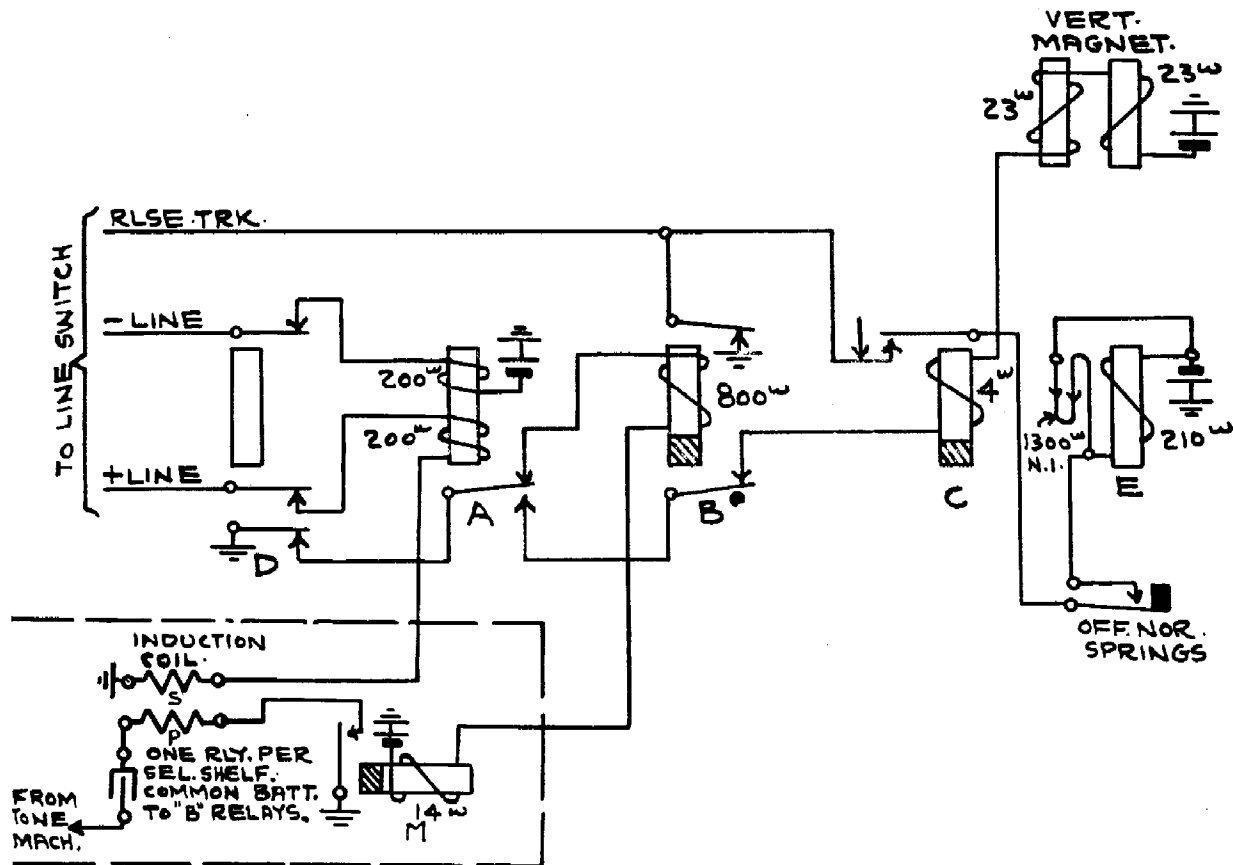 VERT.
MAGNET.
23ω
23ω
RLSE. TRK.
TO LINE SWITCH
-LINE
200ω
200ω
800ω
4ω
1300ω
N.I.
210ω
E
+LINE
A
B
C
D
OFF. NOR.
SPRINGS
INDUCTION
COIL.
S
P
ONE RLY. PER
SEL. SHELF.
COMMON BATT.
TO "B" RELAYS.
FROM
TONE
MACH.
14ω
M